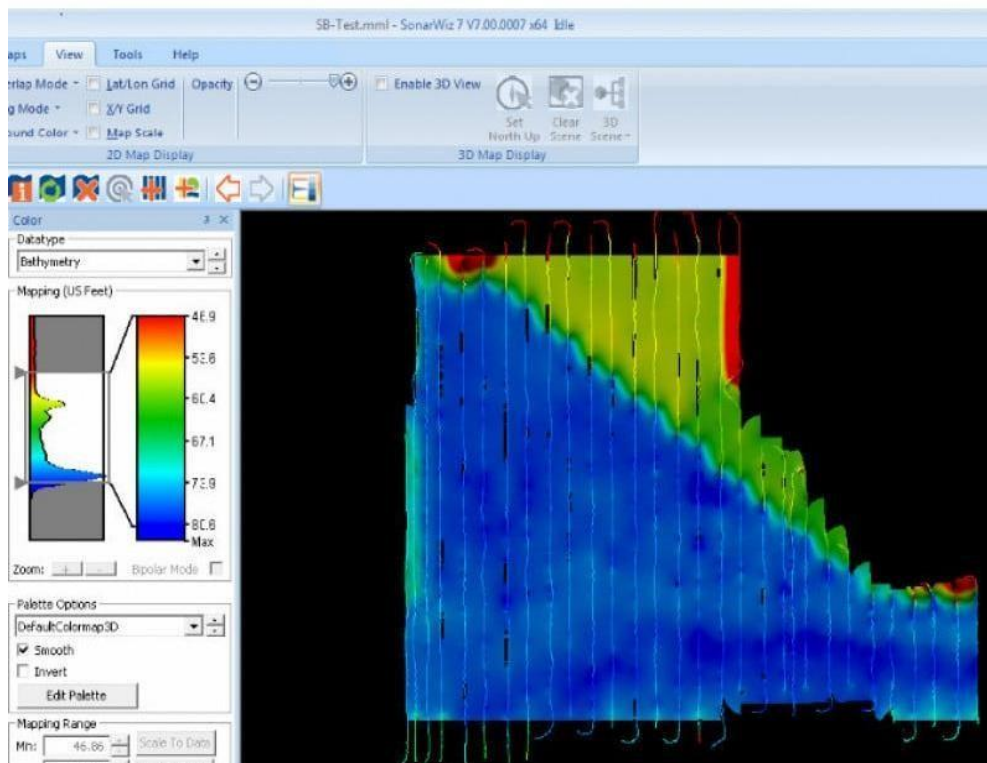 SB-Test.mml - SonarWiz 7 V7.00.0007 x64 Idle
aps View Tools Help
erlap Mode Lat/Lon Grid Opacity Enable 3D View
g Mode X/Y Grid Set Clear 3D
ound Color Map Scale North Up Scene Scene
2D Map Display 3D Map Display
Color
Datatype
Bathymetry
Mapping (US Feet)
46.9
53.6
60.4
67.1
73.9
80.6
Max
Zoom: + - Bipolar Mode
Palette Options
DefaultColormap3D
Smooth
Invert
Edit Palette
Mapping Range
Mn: 46.86 Scale To Data